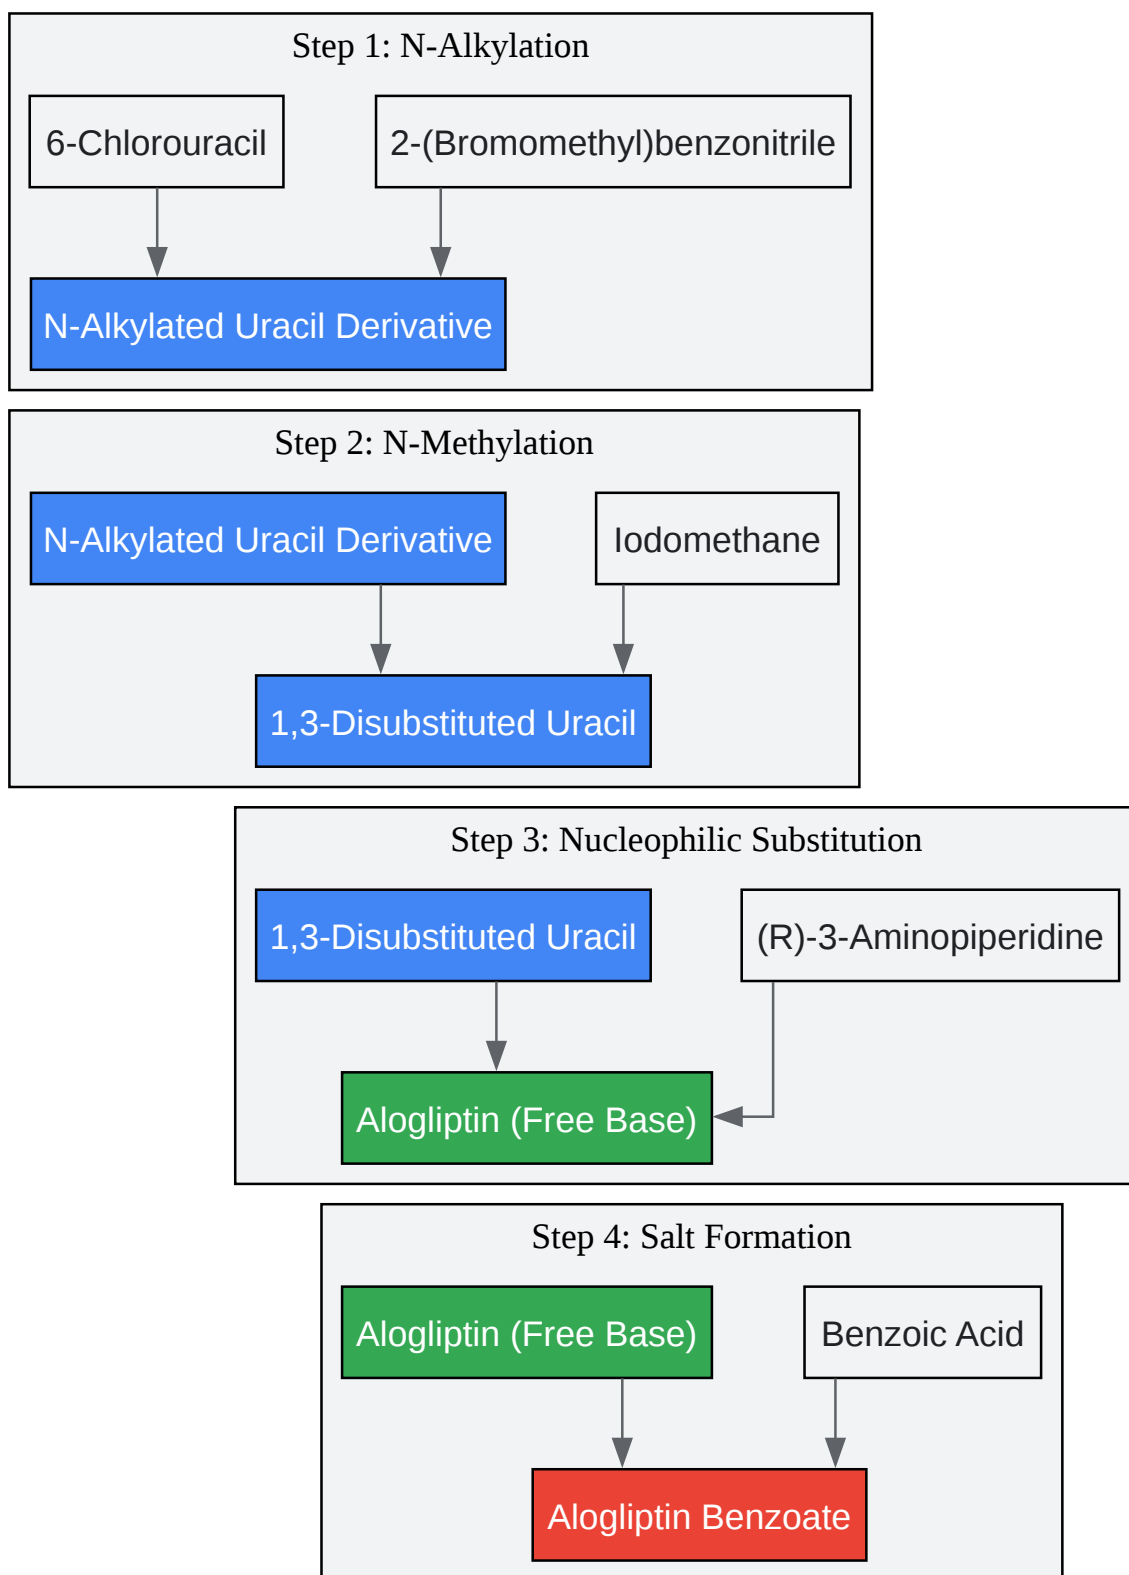 Step 1: N-Alkylation
6-Chlorouracil
2-(Bromomethyl)benzonitrile
N-Alkylated Uracil Derivative
Step 2: N-Methylation
N-Alkylated Uracil Derivative
Iodomethane
1,3-Disubstituted Uracil
Step 3: Nucleophilic Substitution
1,3-Disubstituted Uracil
(R)-3-Aminopiperidine
Alogliptin (Free Base)
Step 4: Salt Formation
Alogliptin (Free Base)
Benzoic Acid
Alogliptin Benzoate